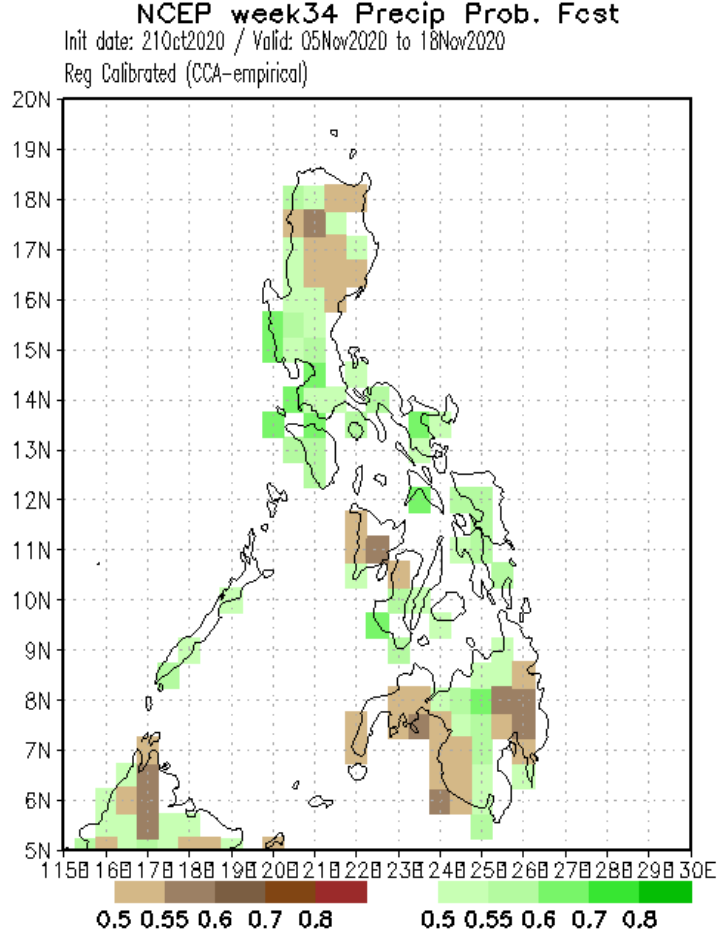 NCEP week34 Precip Prob. Fcst
Init date: 21Oct2020 / Valid: 05Nov2020 to 18Nov2020
Reg Calibrated (CCA-empirical)
20N
19N
18N
17N
16N
15N
14N
13N
12N
11N
10N
9N
8N
7N
6N
5N
115E 116E 117E 118E 119E 120E 121E 122E 123E 124E 125E 126E 127E 128E 129E 130E
0.5 0.55 0.6 0.7 0.8 0.5 0.55 0.6 0.7 0.8